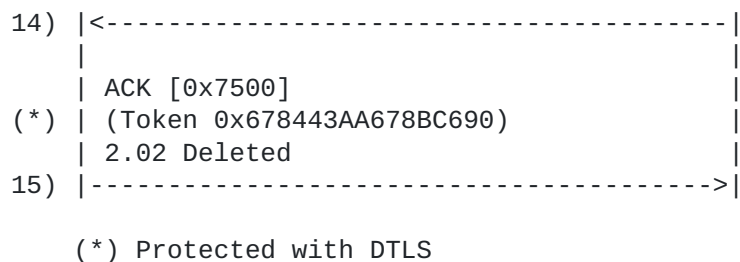 14) |<----------------------------------------|
    |                                         |
    | ACK [0x7500]                            |
(*) | (Token 0x678443AA678BC690)              |
    | 2.02 Deleted                            |
15) |---------------------------------------->|
    (*) Protected with DTLS